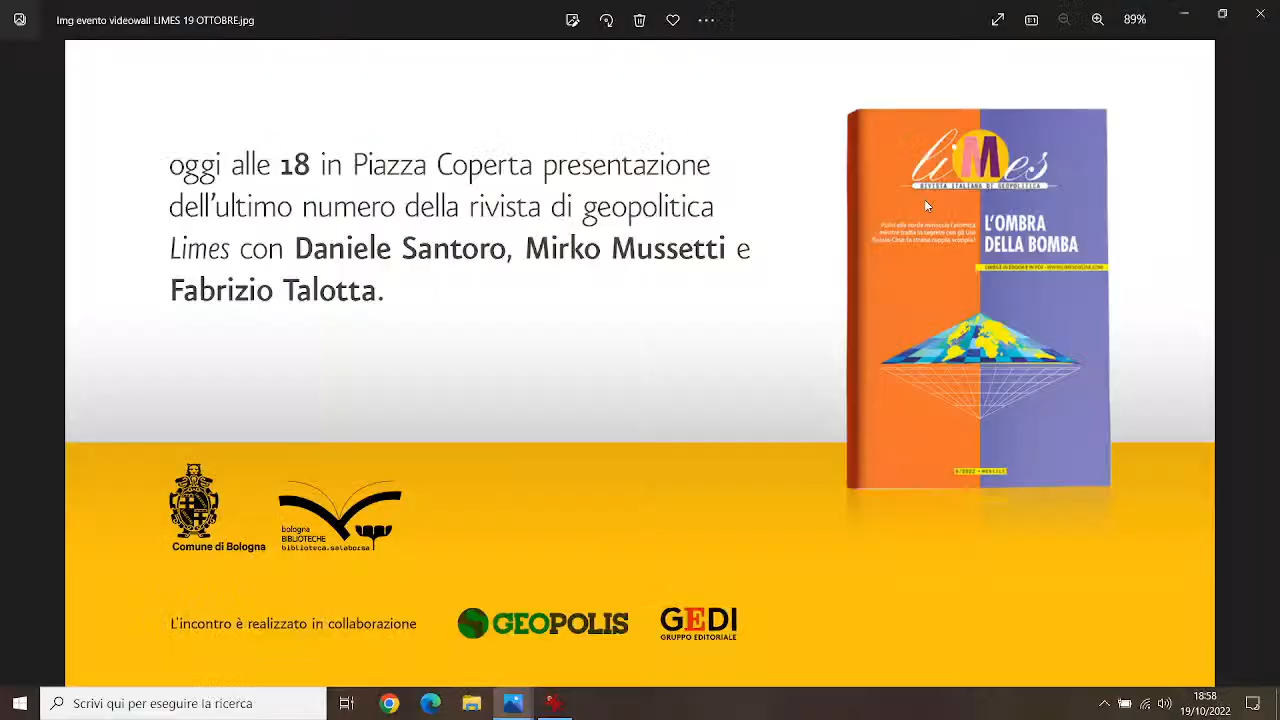 Img evento videowall LIMES 19 OTTOBRE.jpg
89%
oggi alle 18 in Piazza Coperta presentazione
dell'ultimo numero della rivista di geopolitica
Limes con Daniele Santoro, Mirko Mussetti e
Fabrizio Talotta.
liMes
RIVISTA ITALIANA DI GEOPOLITICA
L'OMBRA
DELLA BOMBA
9/2022 • MENSILE
Comune di Bologna
bologna
BIBLIOTECHE
biblioteca.salaborsa
L'incontro è realizzato in collaborazione
GEOPOLIS
GEDI
GRUPPO EDITORIALE
Scrivi qui per eseguire la ricerca
18:58
19/10/2022